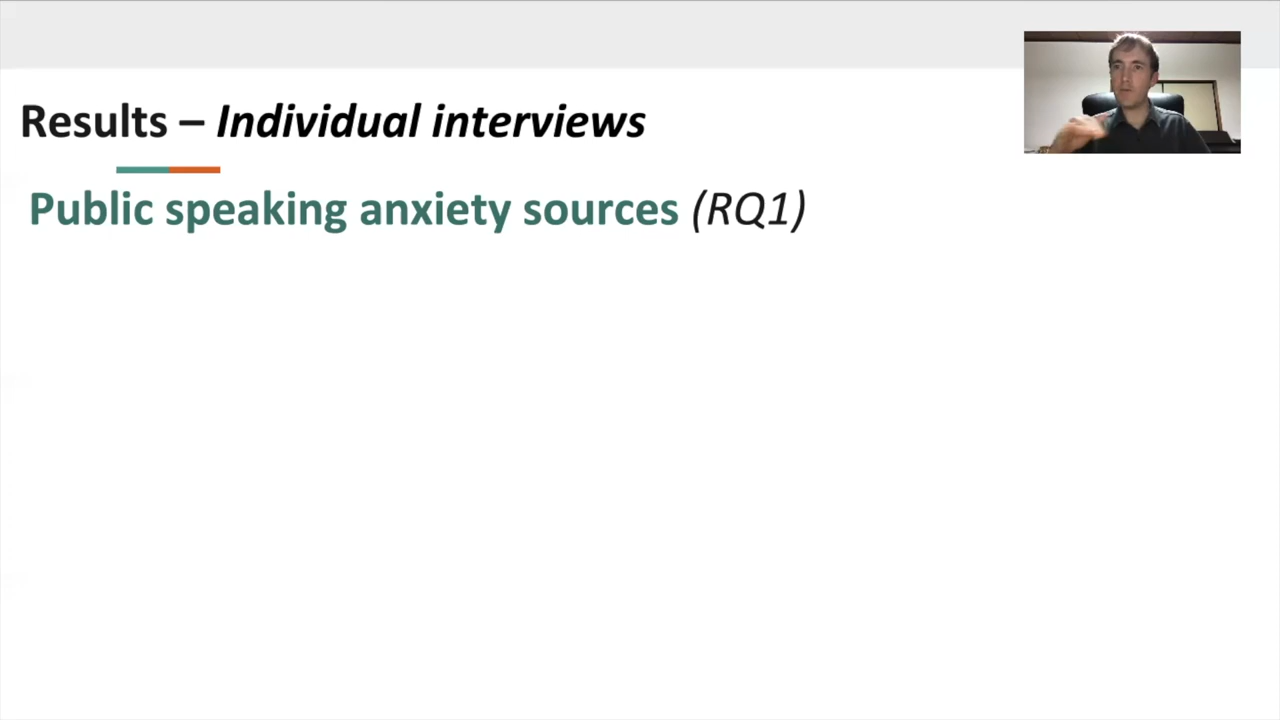 Results – Individual interviews
Public speaking anxiety sources (RQ1)